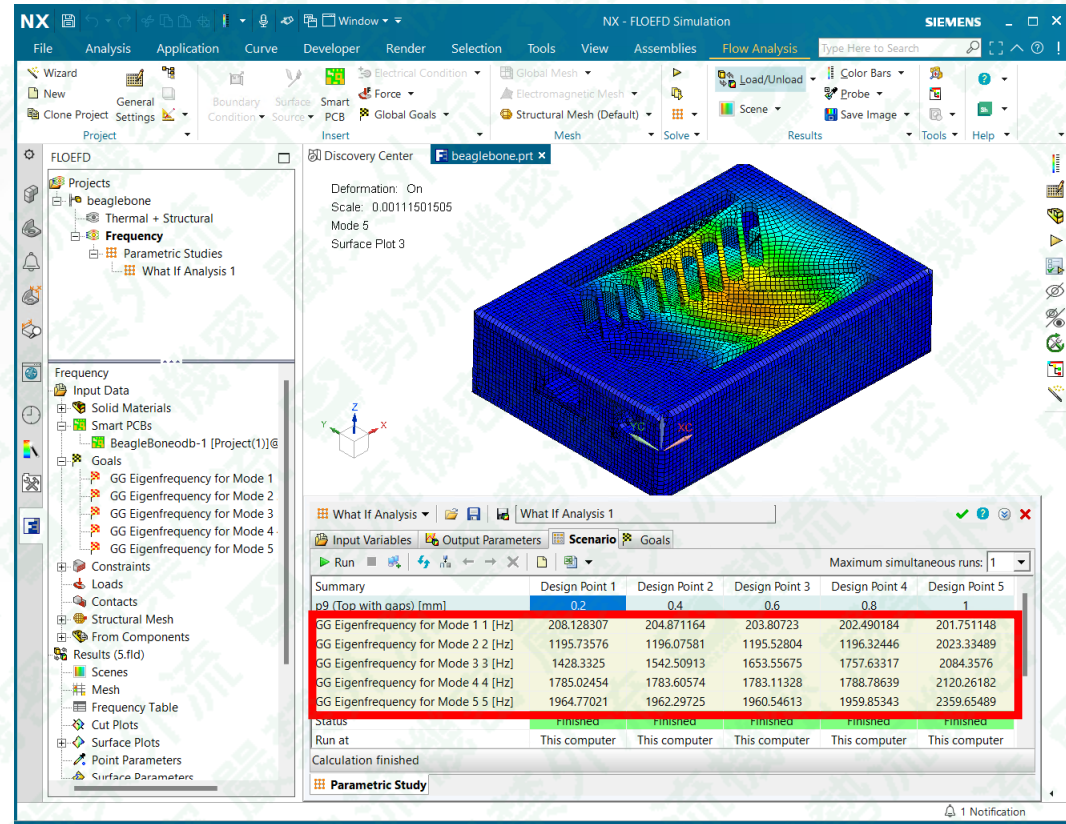 NX Window NX - FLOEFD Simulation SIEMENS
File Analysis Application Curve Developer Render Selection Tools View Assemblies Flow Analysis Type Here to Search
Wizard
New
Clone Project
General Settings
Project
Boundary Condition
Surface Source
Smart PCB
Electrical Condition
Force
Global Goals
Insert
Global Mesh
Electromagnetic Mesh
Structural Mesh (Default)
Mesh
Solve
Load/Unload
Scene
Color Bars
Probe
Save Image
Results
Tools
Help
FLOEFD
Discovery Center beaglebone.prt
Projects
beaglebone
Thermal + Structural
Frequency
Parametric Studies
What If Analysis 1
Deformation: On
Scale: 0.00111501505
Mode 5
Surface Plot 3
Z
Y
X
YC
XC
Frequency
Input Data
Solid Materials
Smart PCBs
BeagleBoneodb-1 [Project(1)]@
Goals
GG Eigenfrequency for Mode 1
GG Eigenfrequency for Mode 2
GG Eigenfrequency for Mode 3
GG Eigenfrequency for Mode 4
GG Eigenfrequency for Mode 5
Constraints
Loads
Contacts
Structural Mesh
From Components
Results (5.fld)
Scenes
Mesh
Frequency Table
Cut Plots
Surface Plots
Point Parameters
Surface Parameters
What If Analysis What If Analysis 1
Input Variables Output Parameters Scenario Goals
Run Maximum simultaneous runs: 1
Summary Design Point 1 Design Point 2 Design Point 3 Design Point 4 Design Point 5
p9 (Top with gaps) [mm] 0.2 0.4 0.6 0.8 1
GG Eigenfrequency for Mode 1 1 [Hz] 208.128307 204.871164 203.80723 202.490184 201.751148
GG Eigenfrequency for Mode 2 2 [Hz] 1195.73576 1196.07581 1195.52804 1196.32446 2023.33489
GG Eigenfrequency for Mode 3 3 [Hz] 1428.3325 1542.50913 1653.55675 1757.63317 2084.3576
GG Eigenfrequency for Mode 4 4 [Hz] 1785.02454 1783.60574 1783.11328 1788.78639 2120.26182
GG Eigenfrequency for Mode 5 5 [Hz] 1964.77021 1962.29725 1960.54613 1959.85343 2359.65489
Status Finished Finished Finished Finished Finished
Run at This computer This computer This computer This computer This computer
Calculation finished
Parametric Study
1 Notification